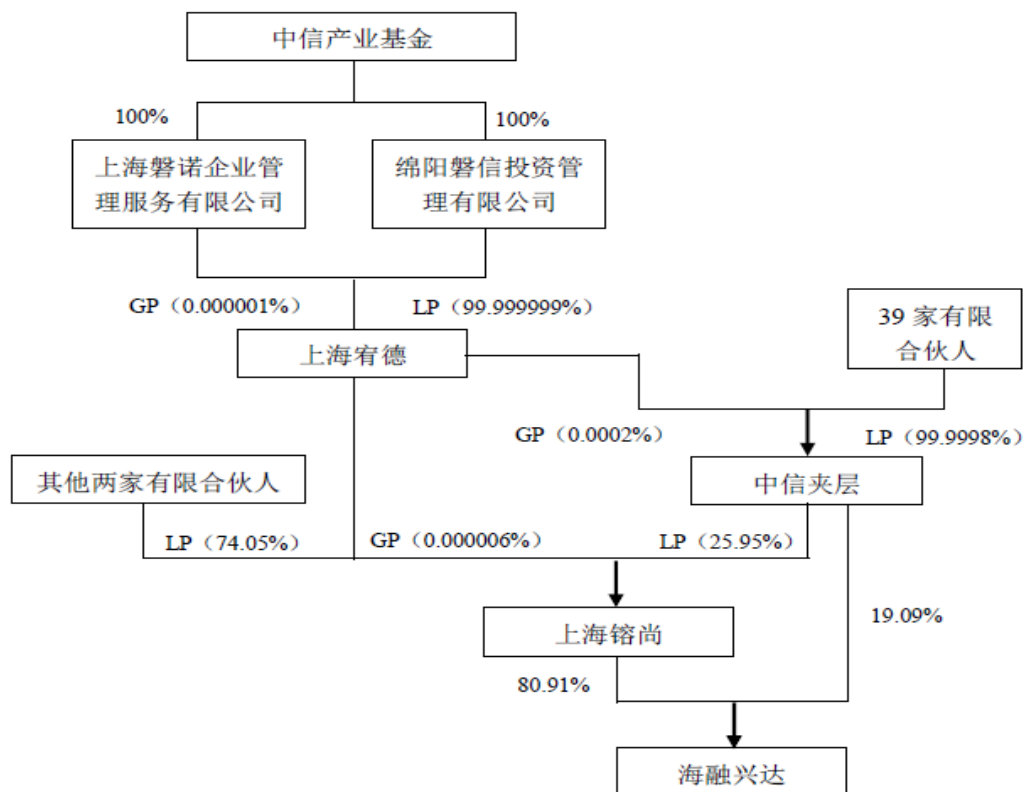 中信产业基金
100%
100%
上海磐诺企业管
理服务有限公司
绵阳磐信投资管
理有限公司
GP（0.000001%）
LP（99.999999%）
39 家有限
合伙人
上海宥德
GP（0.0002%）
LP（99.9998%）
其他两家有限合伙人
中信夹层
LP（74.05%）
GP（0.000006%）
LP（25.95%）
上海镕尚
19.09%
80.91%
海融兴达